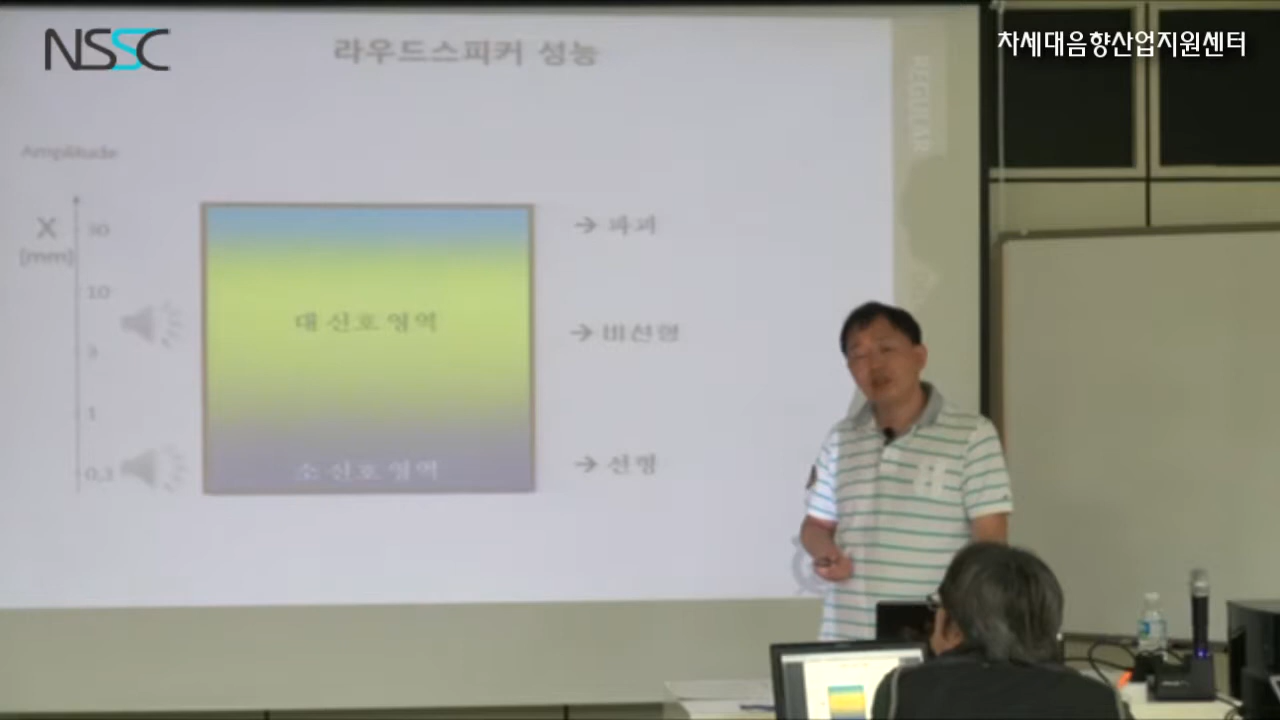 NSSC
차세대음향산업지원센터
라우드스피커 성능
REGULAR
Amplitude
X
[mm]
30
10
3
1
0,1
대 신호 영역
소 신호 영역
→ 파괴
→ 비선형
→ 선형